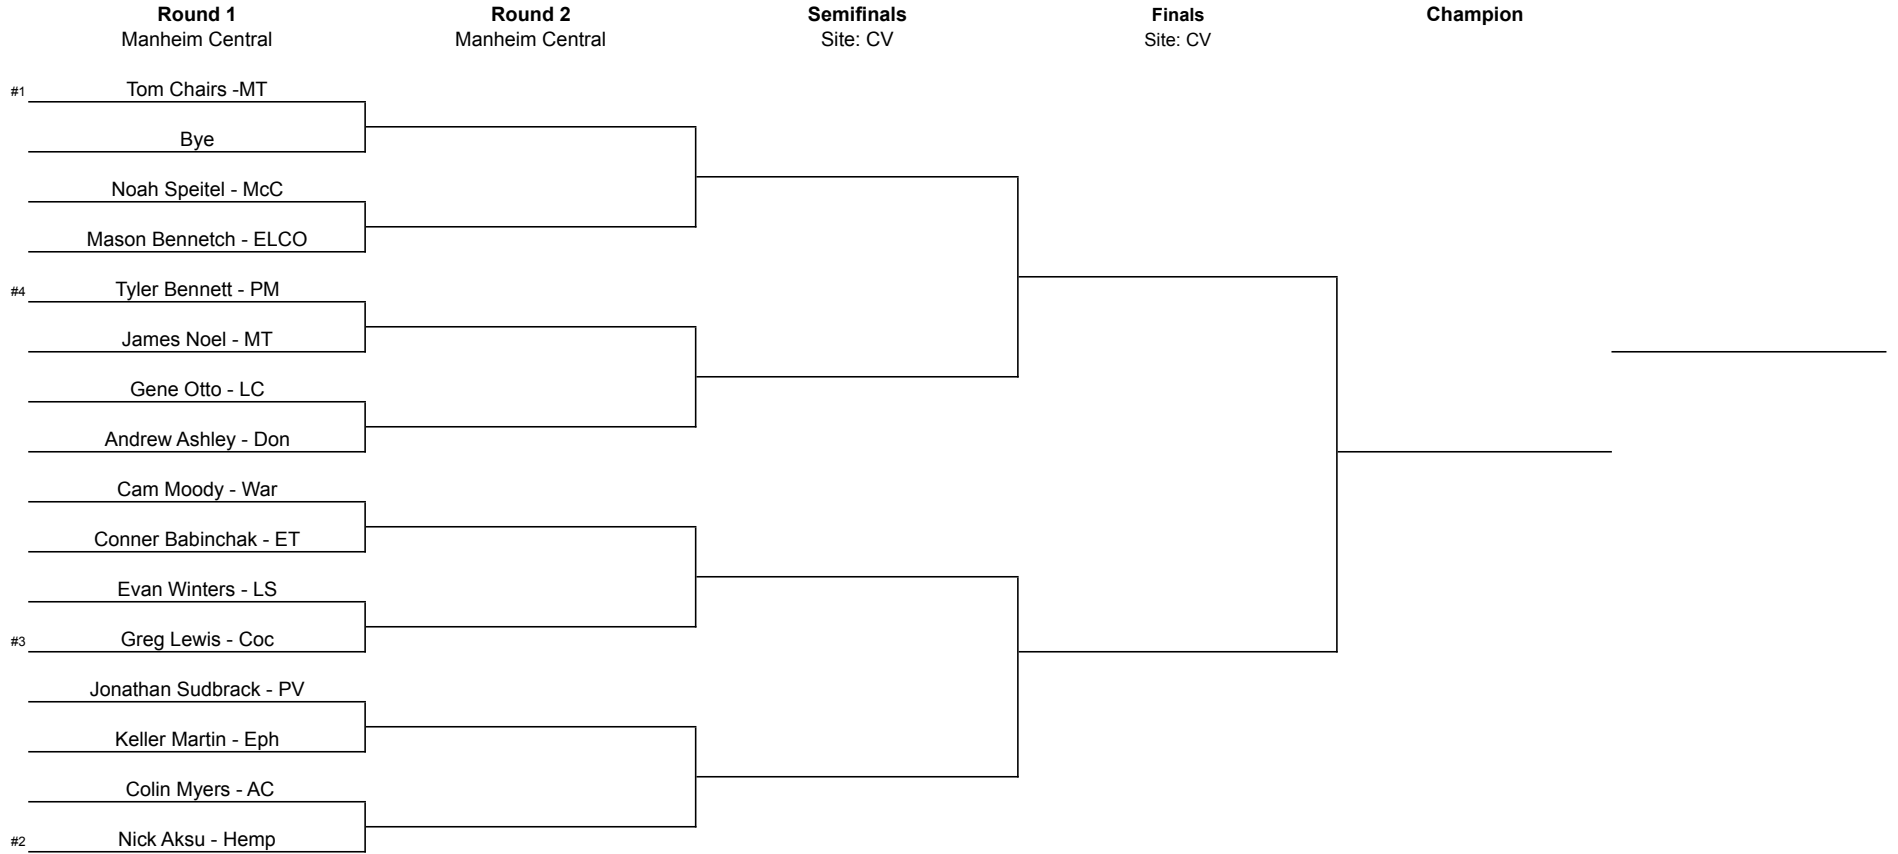 Round 1 Round 2 Semifinals Finals Champion
Manheim Central Manheim Central Site: CV Site: CV
#1 Tom Chairs -MT
Bye
Noah Speitel - McC
Mason Bennetch - ELCO
#4 Tyler Bennett - PM
James Noel - MT
Gene Otto - LC
Andrew Ashley - Don
Cam Moody - War
Conner Babinchak - ET
Evan Winters - LS
#3 Greg Lewis - Coc
Jonathan Sudbrack - PV
Keller Martin - Eph
Colin Myers - AC
#2 Nick Aksu - Hemp